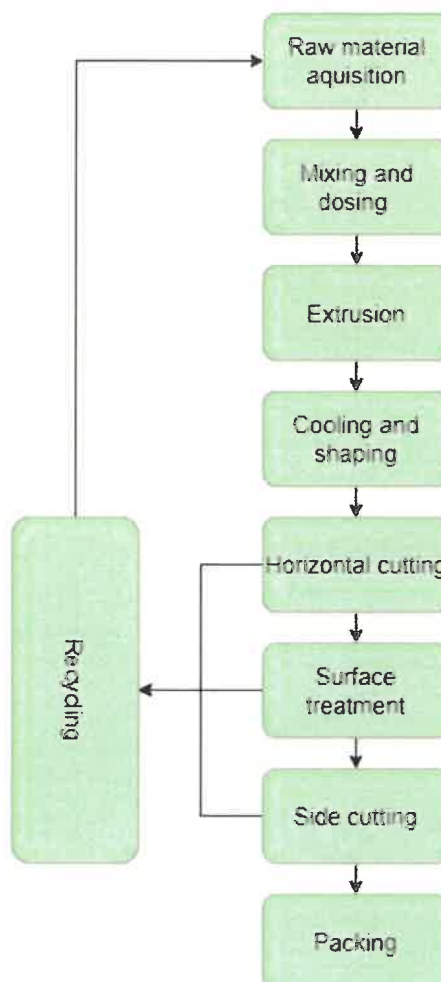 Raw material
aquisition
Mixing and
dosing
Extrusion
Cooling and
shaping
Horizontal cutting
Surface
treatment
Side cutting
Packing
Recycling